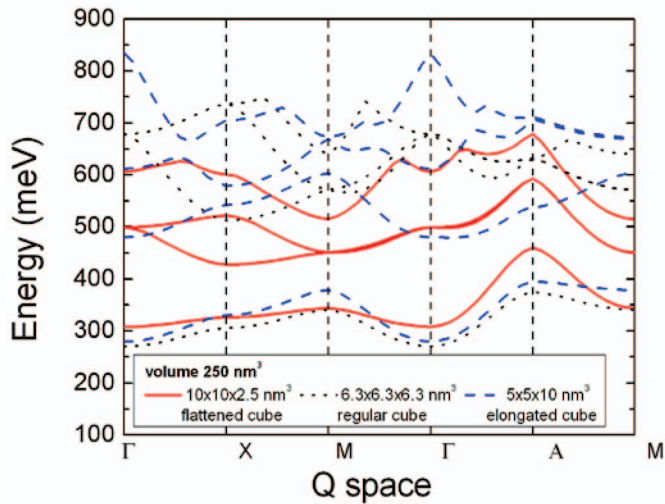 900
800
700
600
500
400
300
200
100
Energy (meV)
volume 250 nm³
10x10x2.5 nm³ 6.3x6.3x6.3 nm³ 5x5x10 nm³
flattened cube regular cube elongated cube
Γ X M Γ A M
Q space